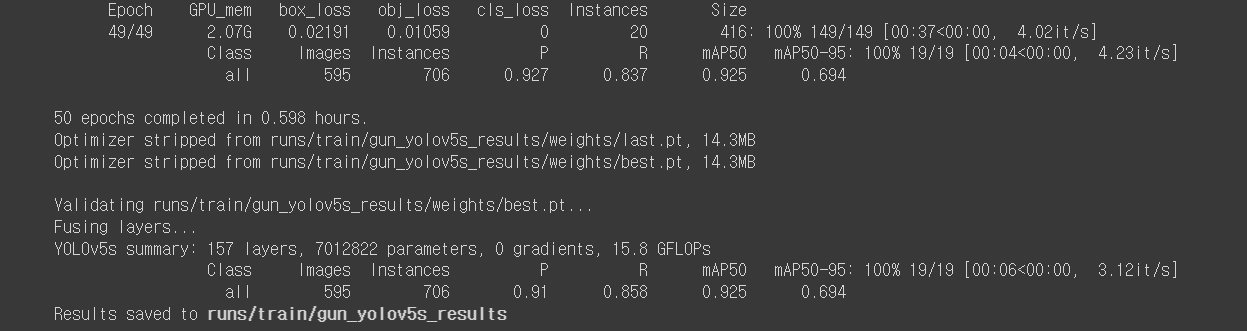 Epoch GPU_mem box_loss obj_loss cls_loss Instances Size
49/49 2.07G 0.02191 0.01059 0 20 416: 100% 149/149 [00:37<00:00, 4.02it/s]
Class Images Instances P R mAP50 mAP50-95: 100% 19/19 [00:04<00:00, 4.23it/s]
all 595 706 0.927 0.837 0.925 0.694
50 epochs completed in 0.598 hours.
Optimizer stripped from runs/train/gun_yolov5s_results/weights/last.pt, 14.3MB
Optimizer stripped from runs/train/gun_yolov5s_results/weights/best.pt, 14.3MB
Validating runs/train/gun_yolov5s_results/weights/best.pt...
Fusing layers...
YOLOv5s summary: 157 layers, 7012822 parameters, 0 gradients, 15.8 GFLOPs
Class Images Instances P R mAP50 mAP50-95: 100% 19/19 [00:06<00:00, 3.12it/s]
all 595 706 0.91 0.858 0.925 0.694
Results saved to runs/train/gun_yolov5s_results